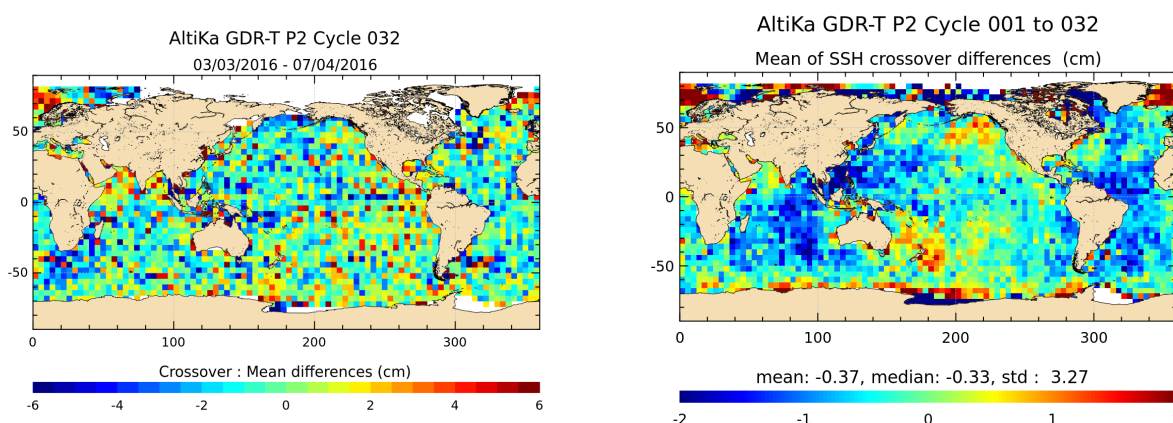 AltiKa GDR-T P2 Cycle 032
03/03/2016 - 07/04/2016
50
0
-50
0 100 200 300
Crossover : Mean differences (cm)
-6 -4 -2 0 2 4 6
AltiKa GDR-T P2 Cycle 001 to 032
Mean of SSH crossover differences (cm)
50
0
-50
0 100 200 300
mean: -0.37, median: -0.33, std : 3.27
-2 -1 0 1